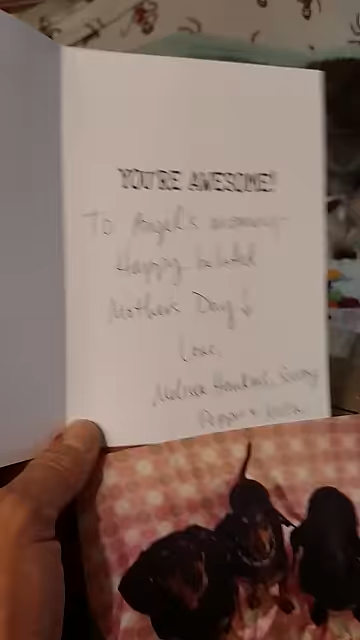 YOU'RE AWESOME!
To Angel's mommy
Happy belated
Mother's Day
Love,
Pepper +